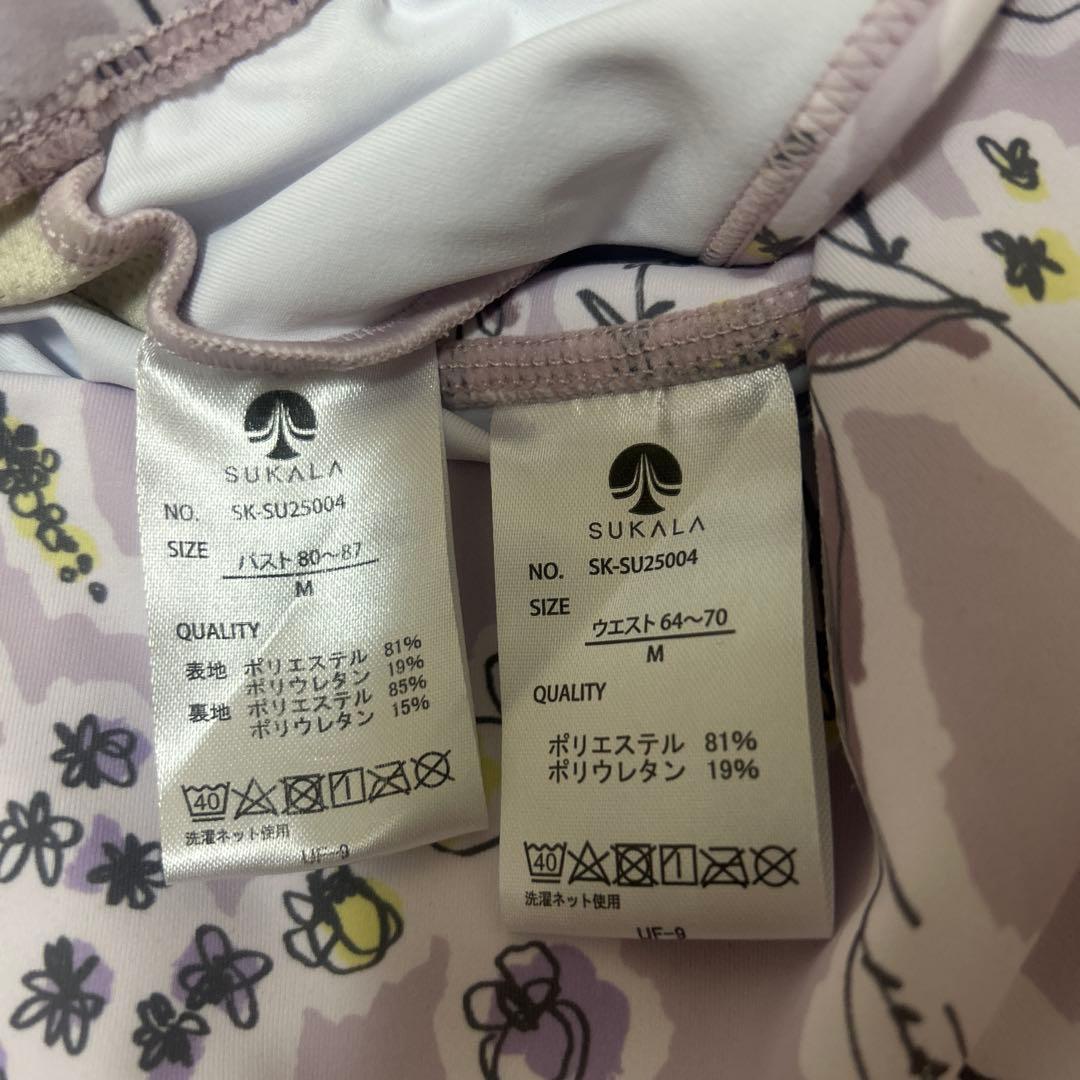 SUKALA
NO. SK-SU25004
SIZE バスト 80～87
M
QUALITY
表地 ポリエステル 81%
ポリウレタン 19%
裏地 ポリエステル 85%
ポリウレタン 15%
40
洗濯ネット使用
UF-9
SUKALA
NO. SK-SU25004
SIZE ウエスト 64～70
M
QUALITY
ポリエステル 81%
ポリウレタン 19%
40
洗濯ネット使用
UF-9